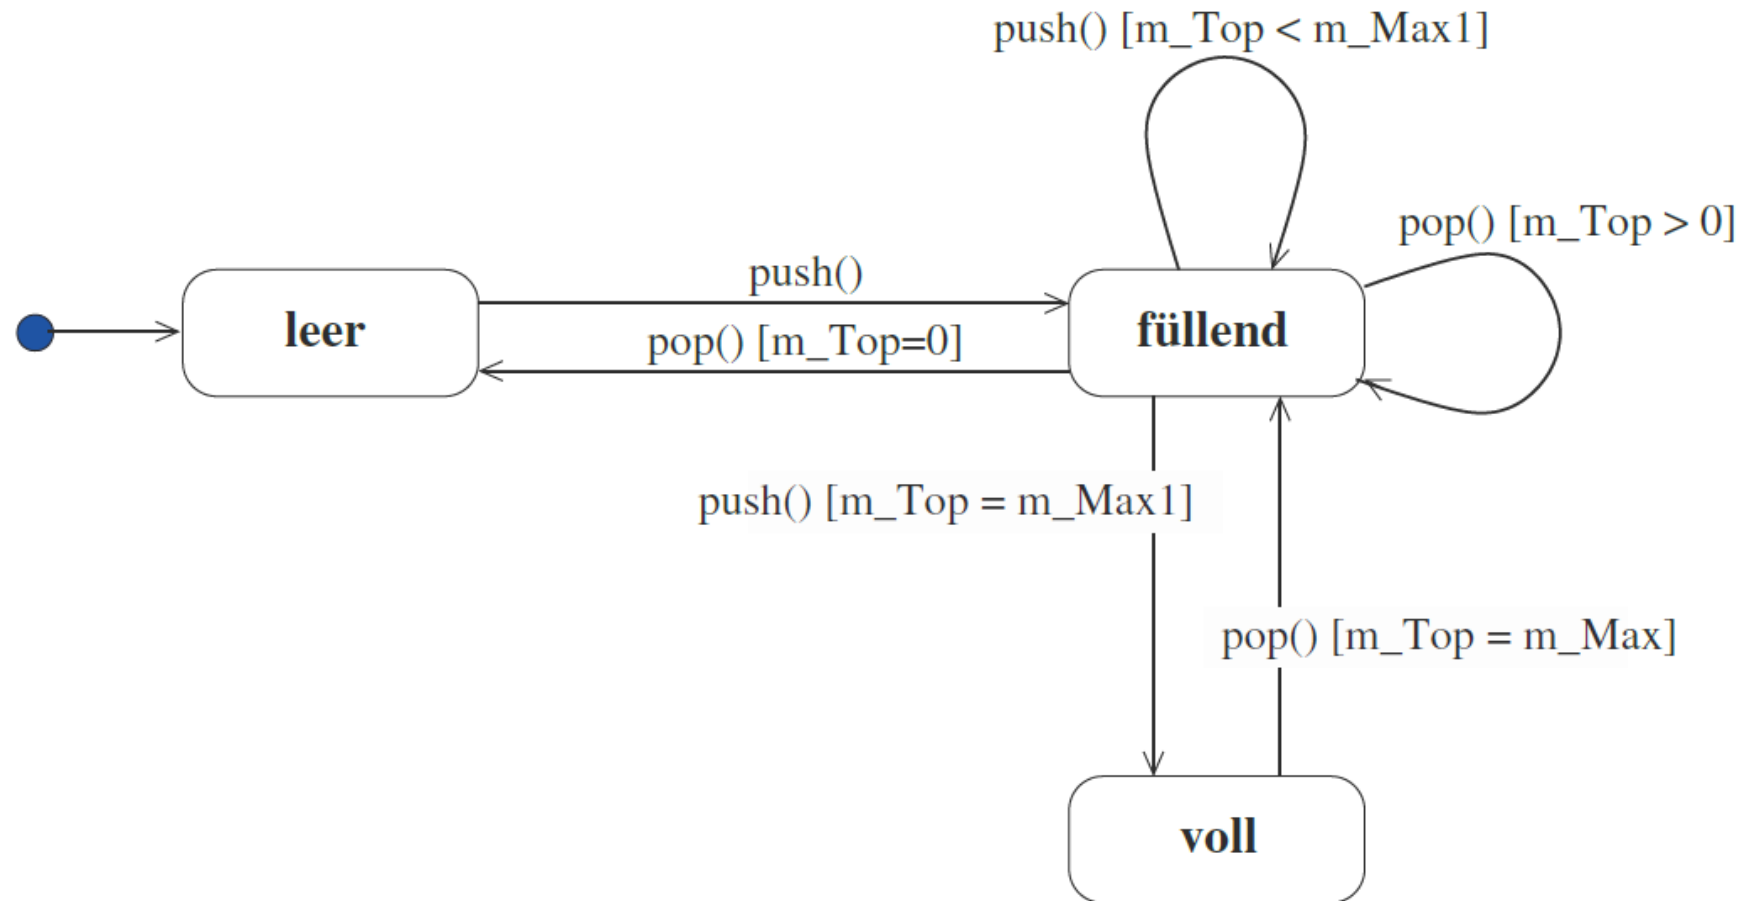 push() [m_Top < m_Max1]
pop() [m_Top > 0]
push()
leer
füllend
pop() [m_Top=0]
push() [m_Top = m_Max1]
pop() [m_Top = m_Max]
voll